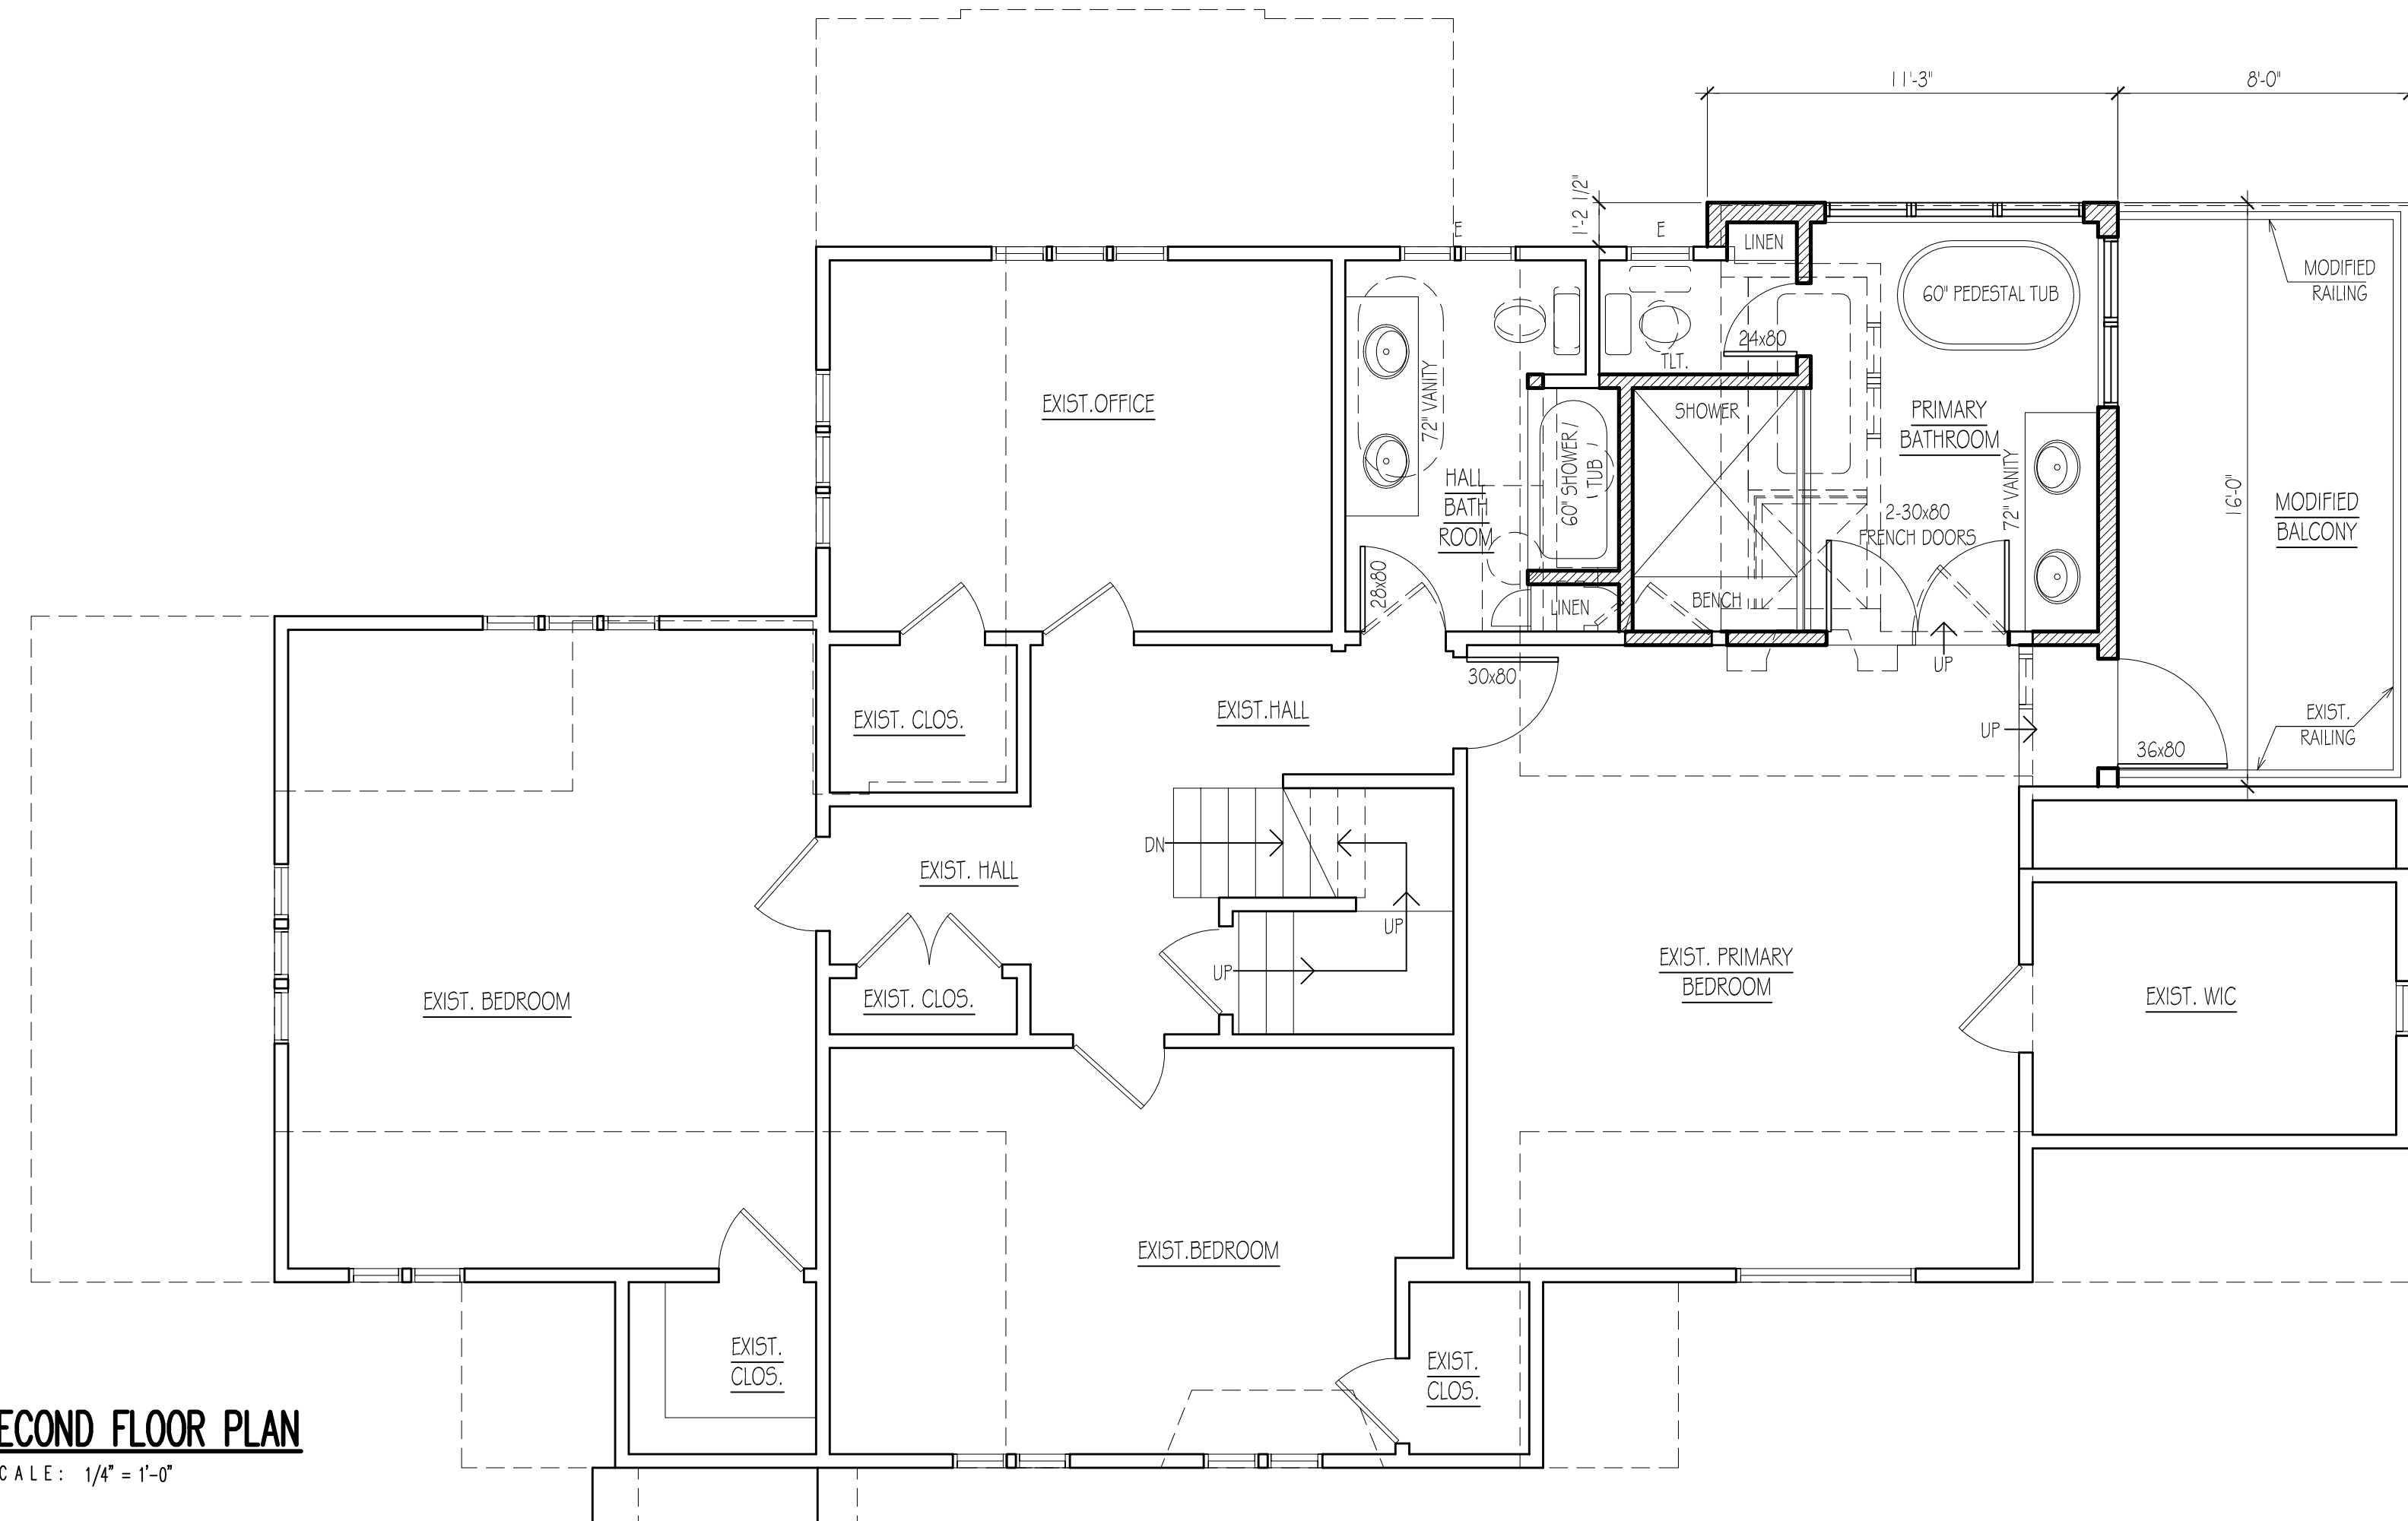 11'-3"
8'-0"
1'-2 1/2"
E
E
LINEN
60" PEDESTAL TUB
MODIFIED
RAILING
24x80
TLT.
72" VANITY
EXIST.OFFICE
SHOWER
PRIMARY
BATHROOM
60" SHOWER/
TUB
HALL
BATH
ROOM
72" VANITY
2-30x80
FRENCH DOORS
16'-0"
MODIFIED
BALCONY
28x80
LINEN
BENCH
UP
30x80
EXIST. CLOS.
EXIST.HALL
UP
EXIST.
RAILING
36x80
DN
EXIST. HALL
UP
UP
EXIST. PRIMARY
BEDROOM
EXIST. BEDROOM
EXIST. CLOS.
EXIST. WIC
EXIST.BEDROOM
EXIST.
CLOS.
EXIST.
CLOS.
ECOND FLOOR PLAN
CALE: 1/4" = 1'-0"